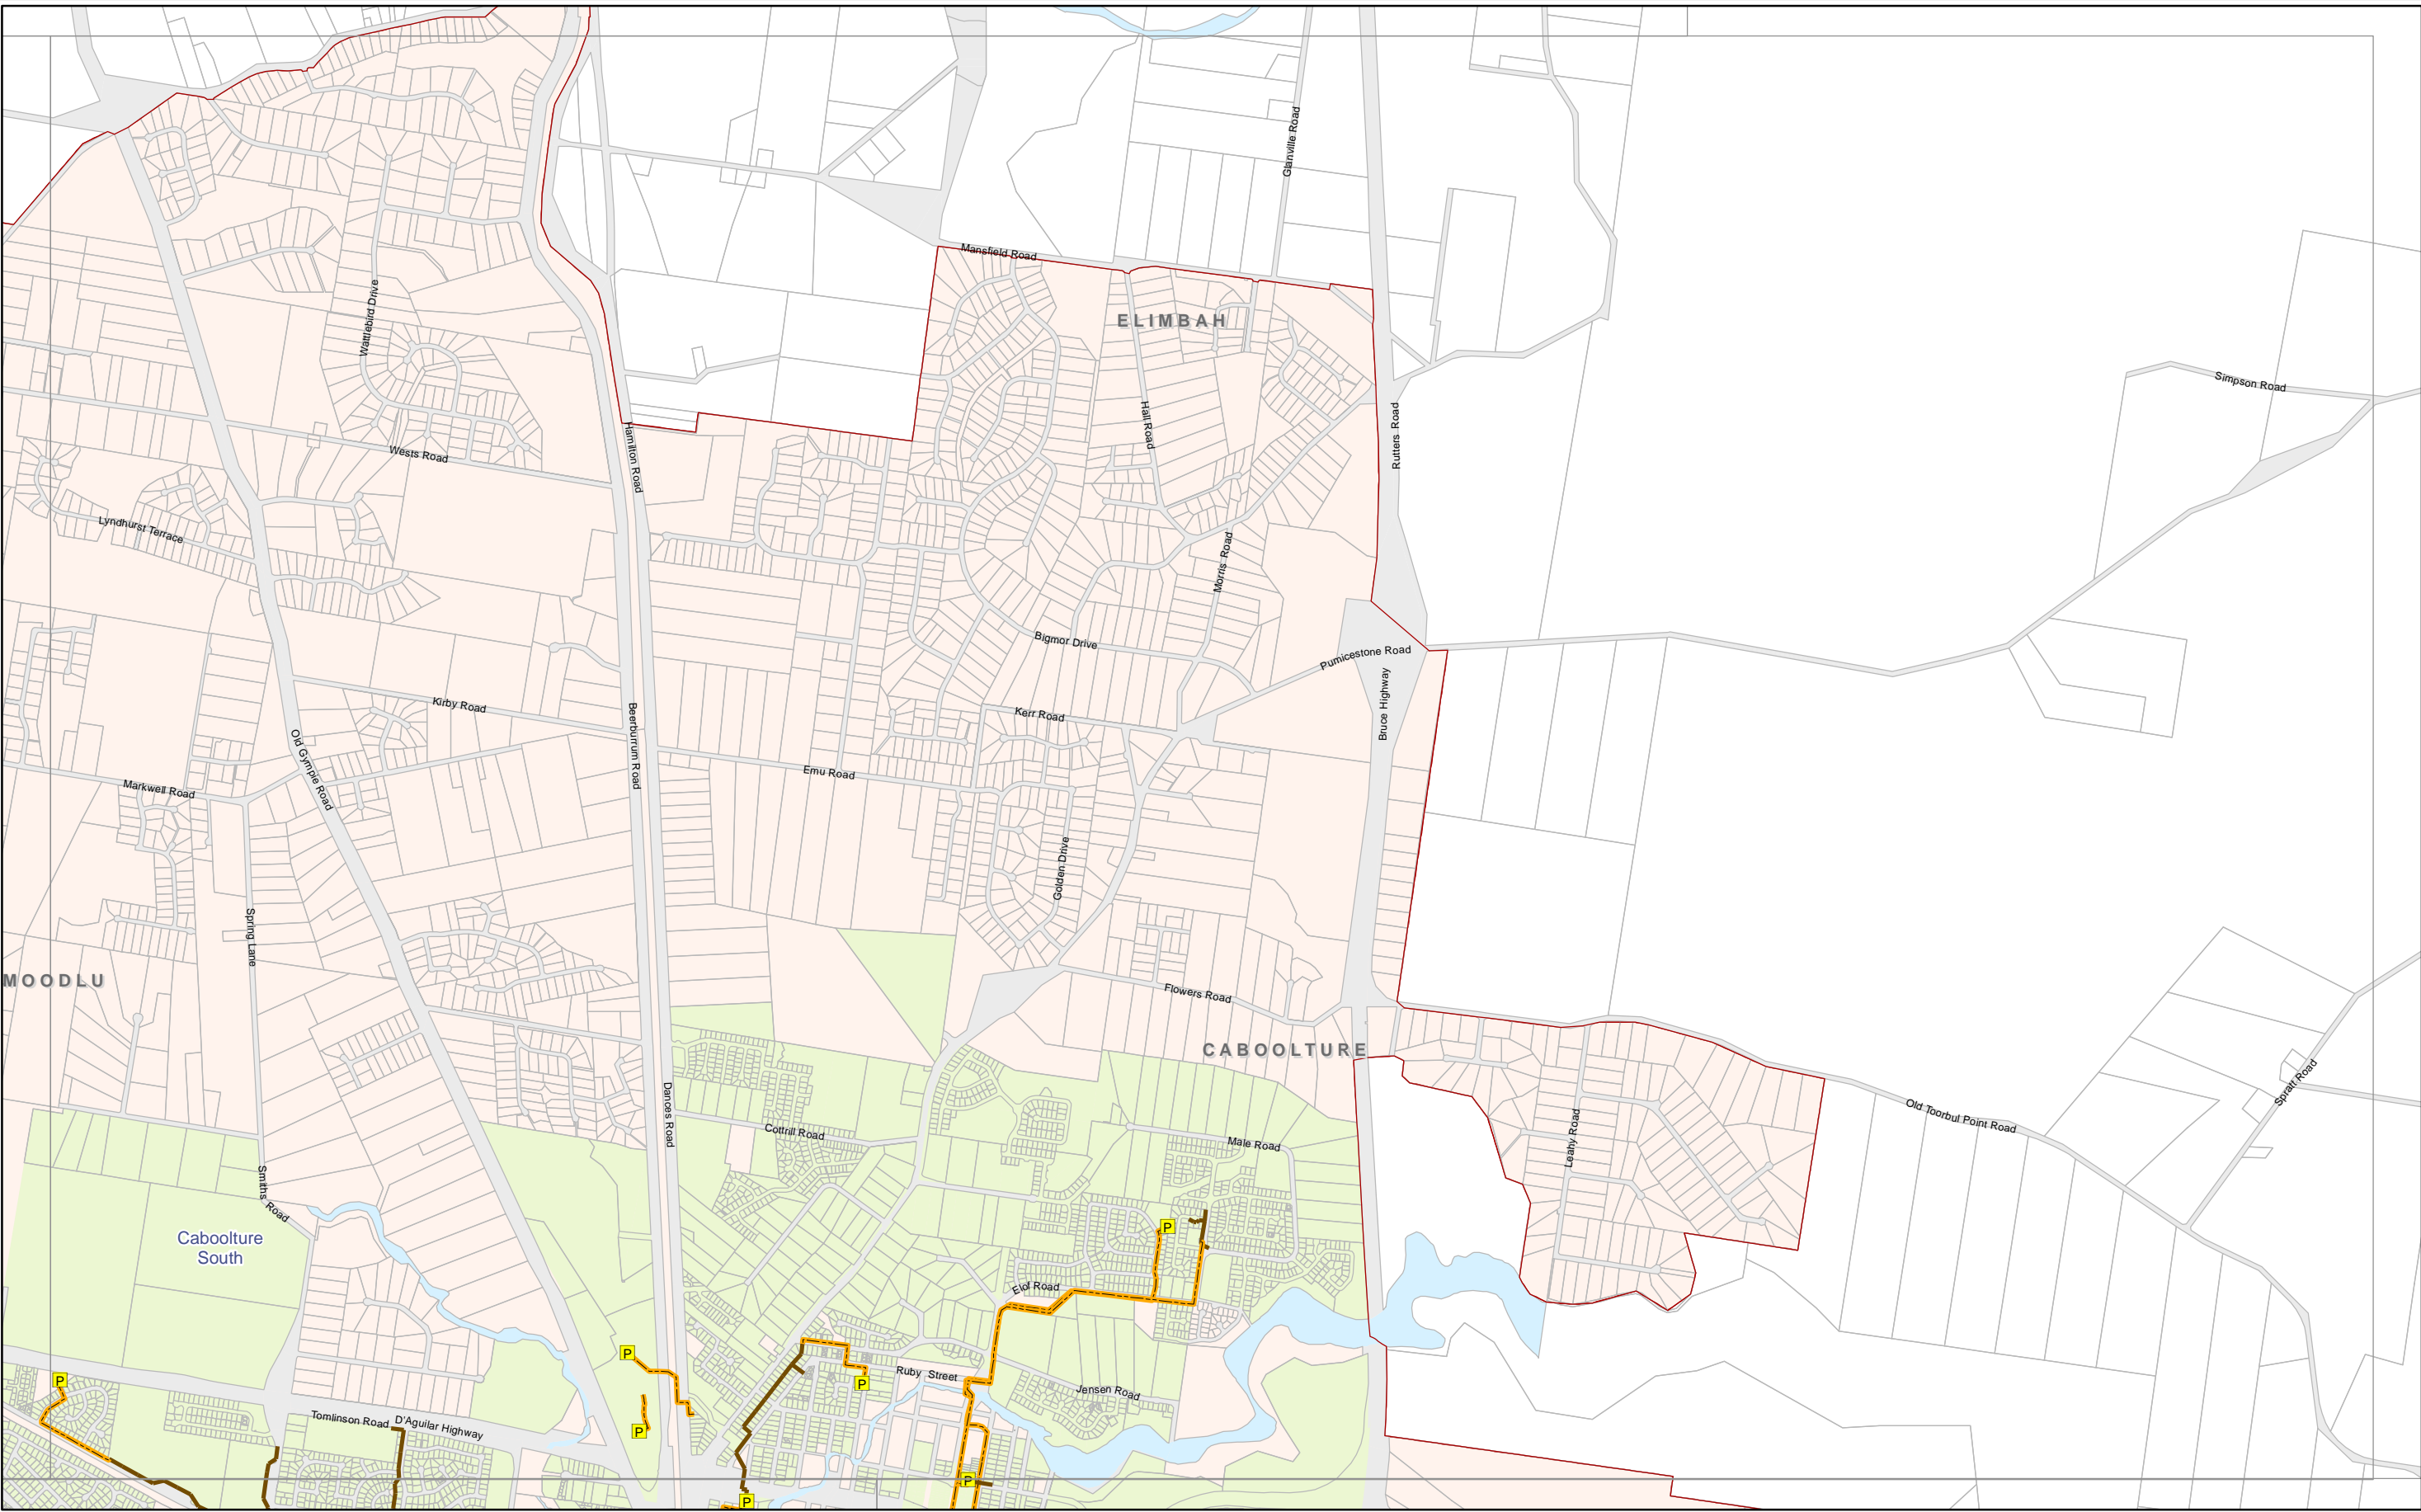 Glanville Road
Mansfield Road
ELIMBAH
Wattlebird Drive
Simpson Road
Hall Road
Rutters Road
Hamilton Road
Wests Road
Lyndhurst Terrace
Morris Road
Bigmor Drive
Pumicestone Road
Kirby Road
Beerburrum Road
Kerr Road
Bruce Highway
Old Gympie Road
Emu Road
Markwell Road
Golden Drive
Spring Lane
MOODLU
Flowers Road
CABOOLTURE
Spratt Road
Dances Road
Cottrill Road
Male Road
Leahy Road
Old Toorbul Point Road
Smiths Road
P
Caboolture
South
Elof Road
P
P
P
Ruby Street
Jensen Road
Tomlinson Road
D'Aguilar Highway
P
P
P